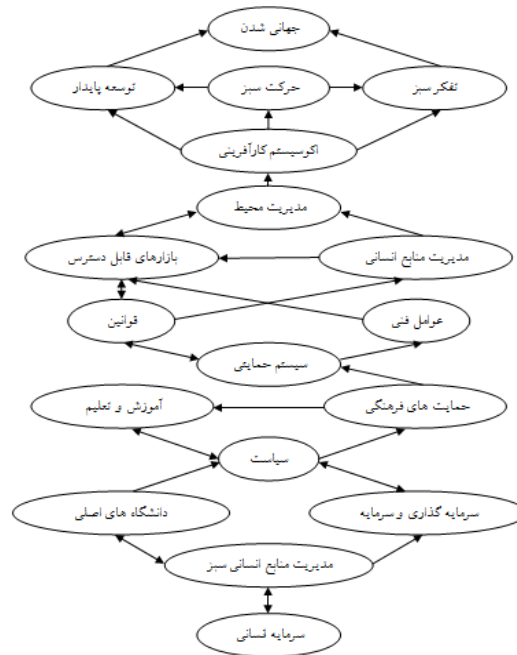 جهانی شدن
تفکر سبز
حرکت سبز
توسعه پایدار
اکوسیستم کارآفرینی
مدیریت محیط
مدیریت منابع انسانی
بازارهای قابل دسترس
عوامل فنی
قوانین
سیستم حمایتی
حمایت های فرهنگی
آموزش و تعلیم
سیاست
سرمایه گذاری و سرمایه
دانشگاه های اصلی
مدیریت منابع انسانی سبز
سرمایه نسانی